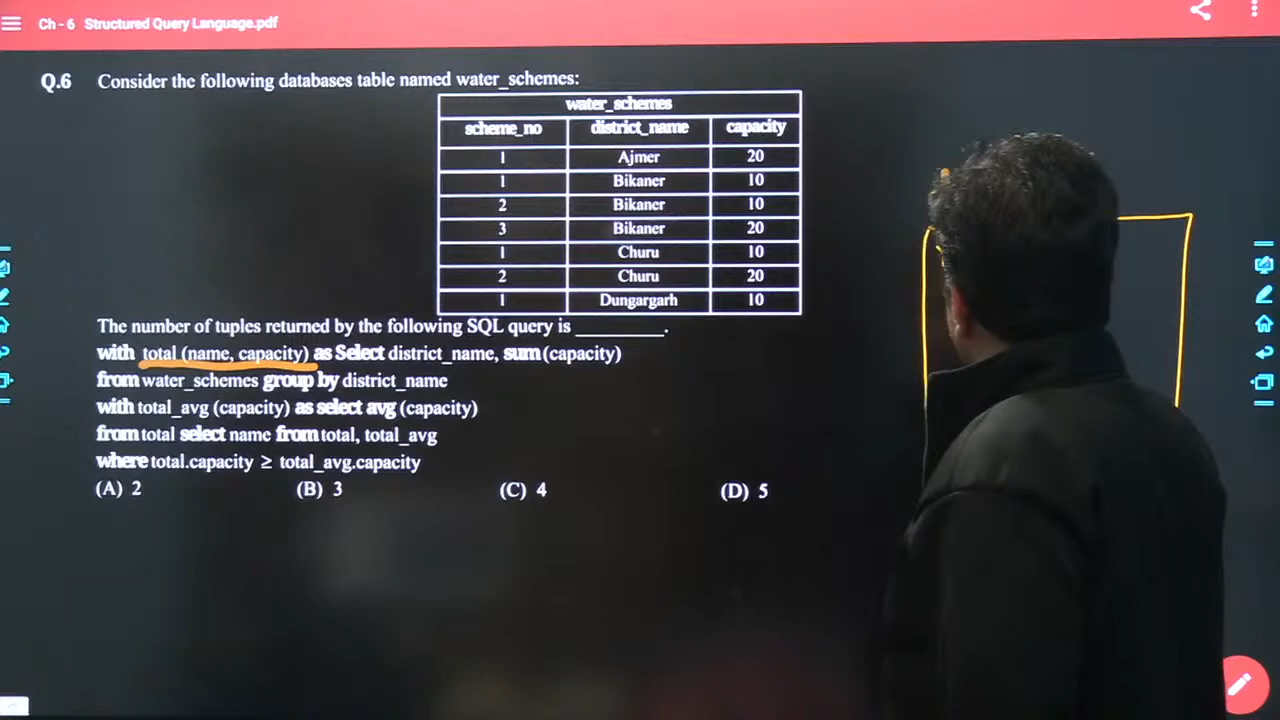 Ch - 6 Structured Query Language.pdf
Q.6 Consider the following databases table named water_schemes:
water_schemes
scheme_no district_name capacity
1 Ajmer 20
1 Bikaner 10
2 Bikaner 10
3 Bikaner 20
1 Churu 10
2 Churu 20
1 Dungargarh 10
The number of tuples returned by the following SQL query is _________.
with total (name, capacity) as Select district_name, sum (capacity)
from water_schemes group by district_name
with total_avg (capacity) as select avg (capacity)
from total select name from total, total_avg
where total.capacity ≥ total_avg.capacity
(A) 2 (B) 3 (C) 4 (D) 5